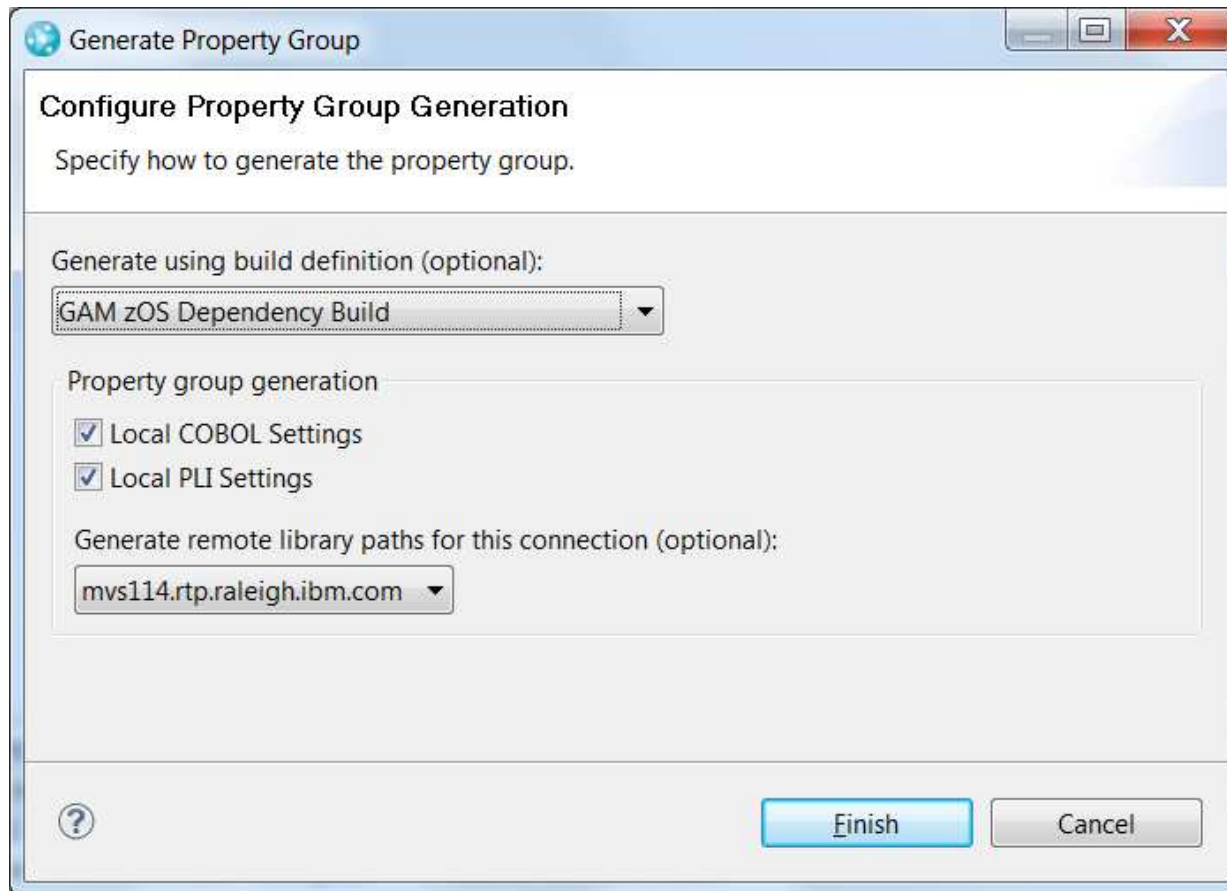 Generate Property Group
Configure Property Group Generation
Specify how to generate the property group.
Generate using build definition (optional):
GAM zOS Dependency Build
Property group generation
Local COBOL Settings
Local PLI Settings
Generate remote library paths for this connection (optional):
mvs114.rtp.raleigh.ibm.com
?
Finish
Cancel